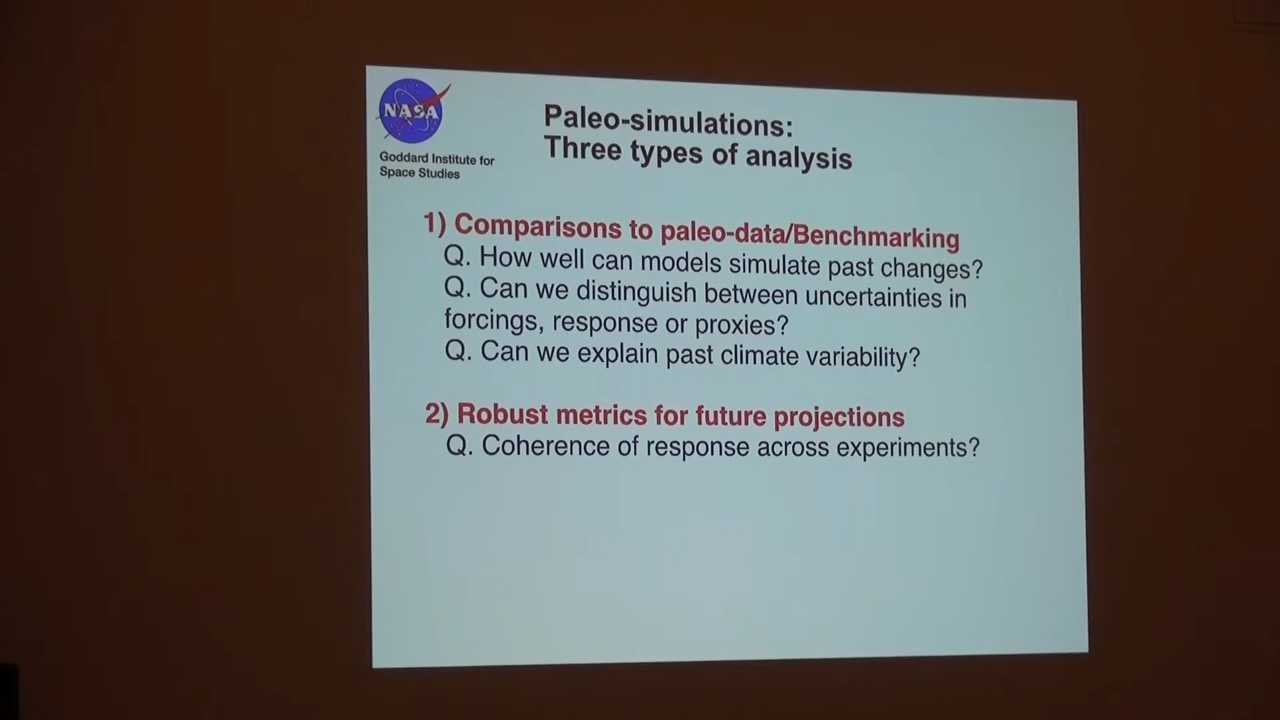 NASA
Goddard Institute for
Space Studies
Paleo-simulations:
Three types of analysis
1) Comparisons to paleo-data/Benchmarking
Q. How well can models simulate past changes?
Q. Can we distinguish between uncertainties in
forcings, response or proxies?
Q. Can we explain past climate variability?
2) Robust metrics for future projections
Q. Coherence of response across experiments?